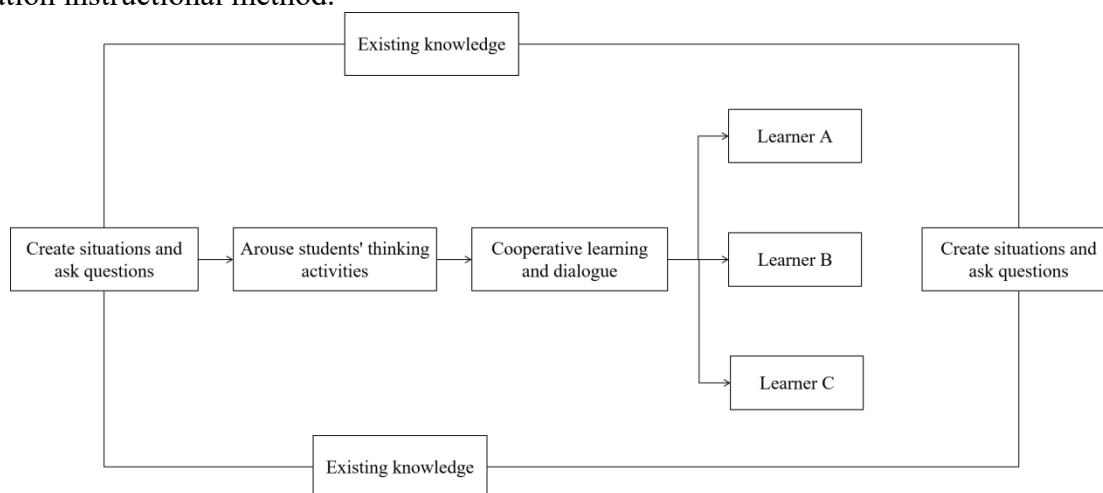 ation instructional method.
Existing knowledge
Learner A
Create situations and
ask questions
Arouse students' thinking
activities
Cooperative learning
and dialogue
Learner B
Create situations and
ask questions
Learner C
Existing knowledge